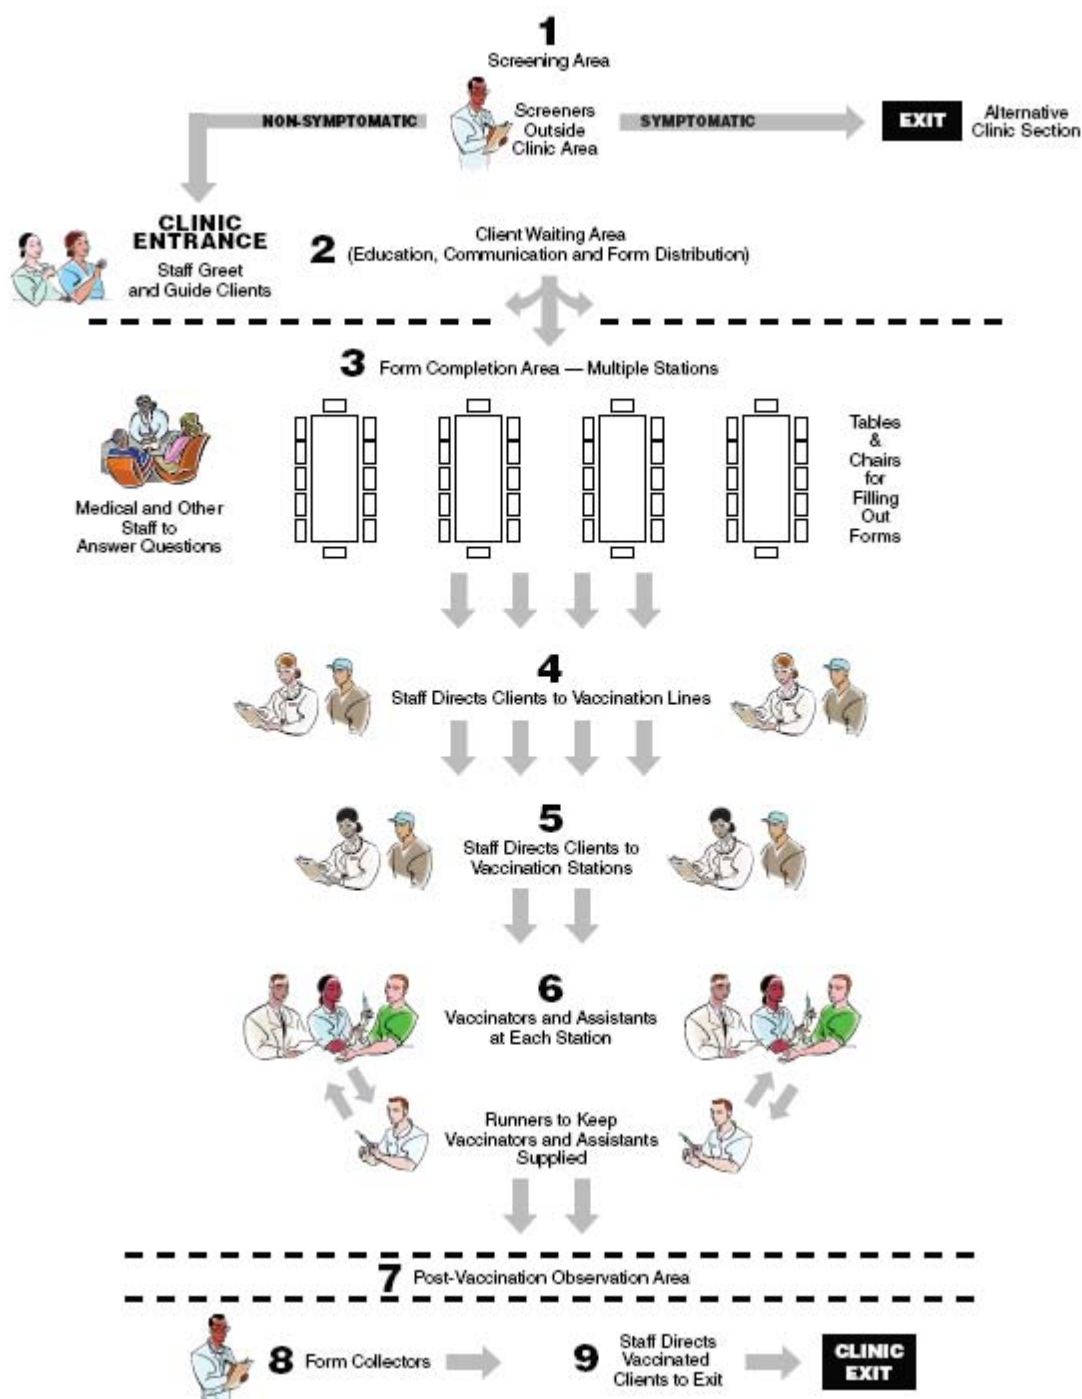 1
Screening Area
NON-SYMPTOMATIC
Screeners
Outside
Clinic Area
SYMPTOMATIC
EXIT
Alternative
Clinic Section
CLINIC
ENTRANCE
Staff Greet
and Guide Clients
2
Client Waiting Area
(Education, Communication and Form Distribution)
3 Form Completion Area — Multiple Stations
Medical and Other
Staff to
Answer Questions
Tables
&
Chairs
for
Filling
Out
Forms
4
Staff Directs Clients to Vaccination Lines
5
Staff Directs Clients to
Vaccination Stations
6
Vaccinators and Assistants
at Each Station
Runners to Keep
Vaccinators and Assistants
Supplied
7 Post-Vaccination Observation Area
8 Form Collectors
9
Staff Directs
Vaccinated
Clients to Exit
CLINIC
EXIT